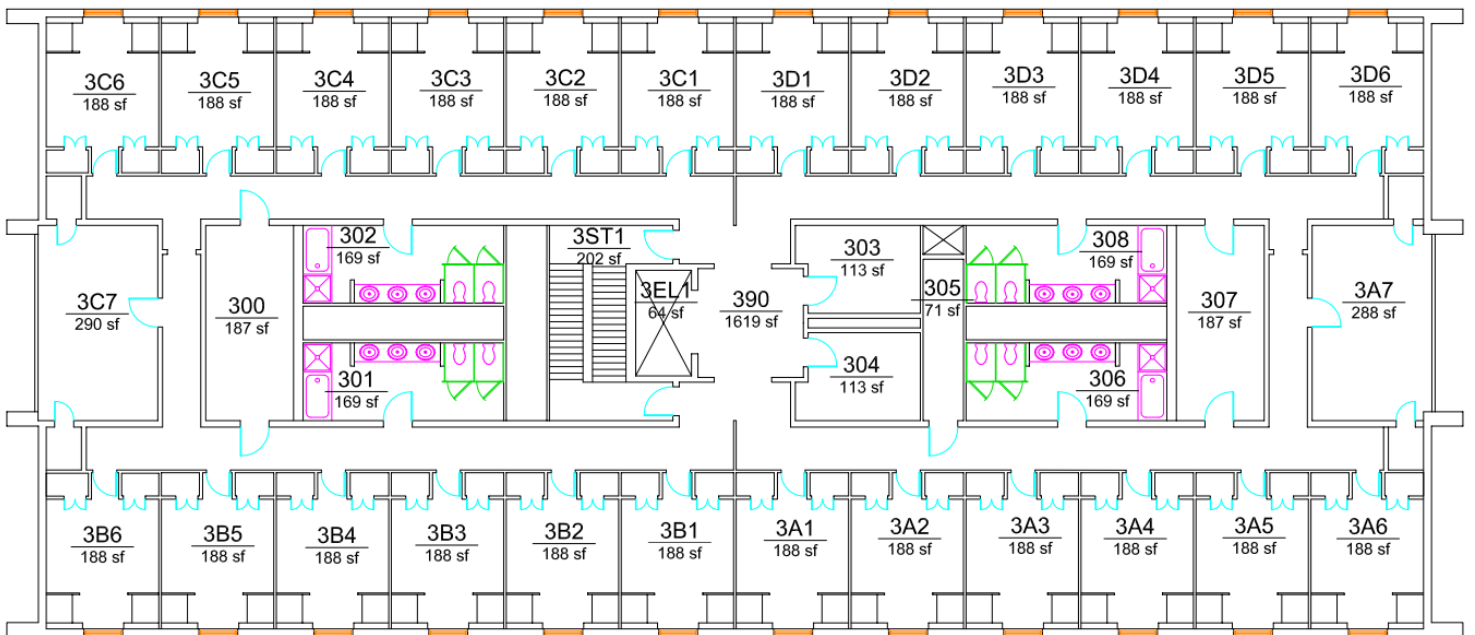 3C6
188 sf
3C5
188 sf
3C4
188 sf
3C3
188 sf
3C2
188 sf
3C1
188 sf
3D1
188 sf
3D2
188 sf
3D3
188 sf
3D4
188 sf
3D5
188 sf
3D6
188 sf
3C7
290 sf
300
187 sf
302
169 sf
301
169 sf
3ST1
202 sf
3EL1
64 sf
390
1619 sf
303
113 sf
304
113 sf
305
71 sf
308
169 sf
306
169 sf
307
187 sf
3A7
288 sf
3B6
188 sf
3B5
188 sf
3B4
188 sf
3B3
188 sf
3B2
188 sf
3B1
188 sf
3A1
188 sf
3A2
188 sf
3A3
188 sf
3A4
188 sf
3A5
188 sf
3A6
188 sf